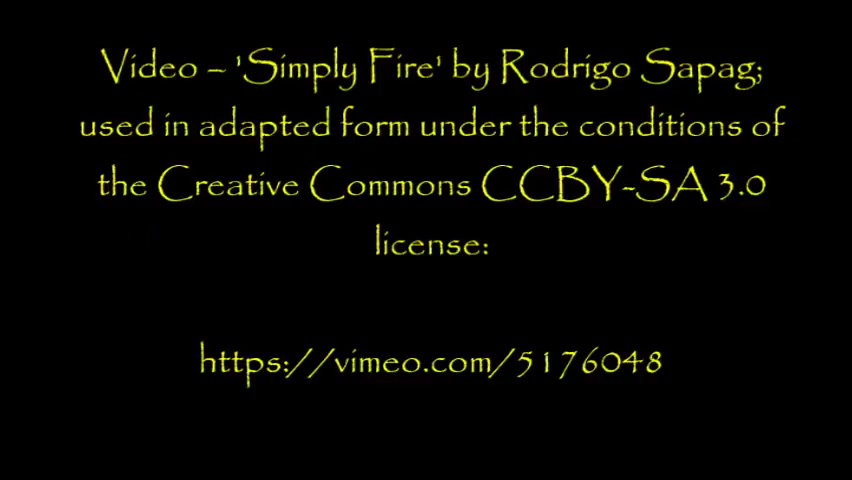 Video – 'Simply Fire' by Rodrigo Sapag;
used in adapted form under the conditions of
the Creative Commons CCBY-SA 3.0
license:
https://vimeo.com/5176048